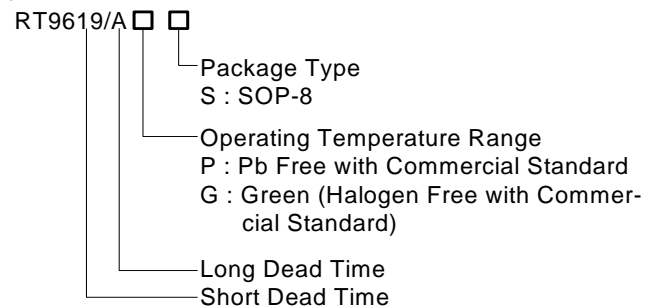 RT9619/A
Package Type
S : SOP-8
Operating Temperature Range
P : Pb Free with Commercial Standard
G : Green (Halogen Free with Commer-
cial Standard)
Long Dead Time
Short Dead Time